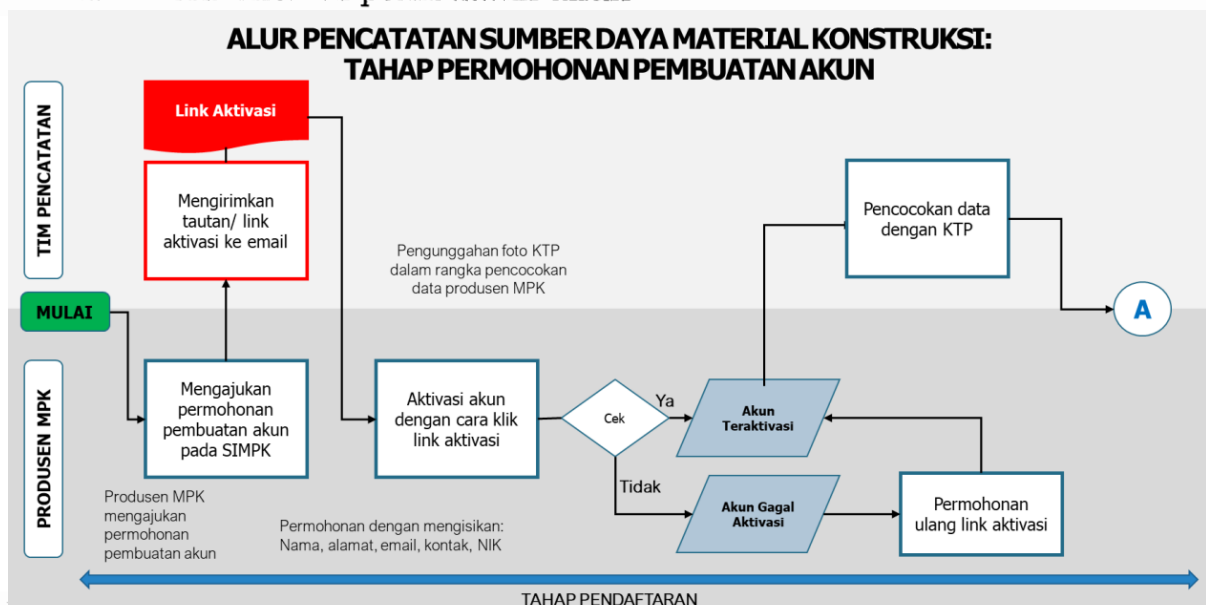 ALUR PENCATATAN SUMBER DAYA MATERIAL KONSTRUKSI:
TAHAP PERMOHONAN PEMBUATAN AKUN
TIM PENCATATAN
Link Aktivasi
Mengirimkan
tautan/ link
aktivasi ke email
Pengunggahan foto KTP
dalam rangka pencocokan
data produsen MPK
Pencocokan data
dengan KTP
MULAI
A
PRODUSEN MPK
Mengajukan
permohonan
pembuatan akun
pada SIMPK
Aktivasi akun
dengan cara klik
link aktivasi
Cek
Ya
Akun
Teraktivasi
Tidak
Akun Gagal
Aktivasi
Permohonan
ulang link aktivasi
Produsen MPK
mengajukan
permohonan
pembuatan akun
Permohonan dengan mengisikan:
Nama, alamat, email, kontak, NIK
TAHAP PENDAFTARAN